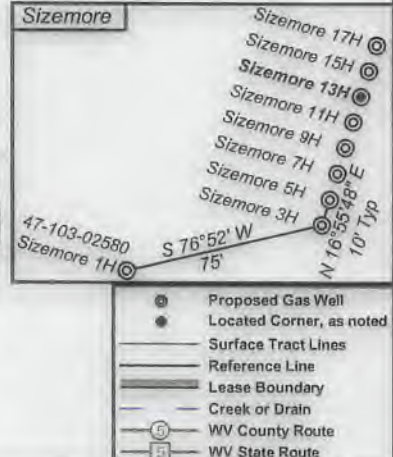 Sizemore
Sizemore 17H
Sizemore 15H
Sizemore 13H
Sizemore 11H
Sizemore 9H
Sizemore 7H
Sizemore 5H
Sizemore 3H
47-103-02580
Sizemore 1H
S 76°52' W
75'
N 16°55'48" E
10' Typ
Proposed Gas Well
Located Corner, as noted
Surface Tract Lines
Reference Line
Lease Boundary
Creek or Drain
5 WV County Route
5 WV State Route